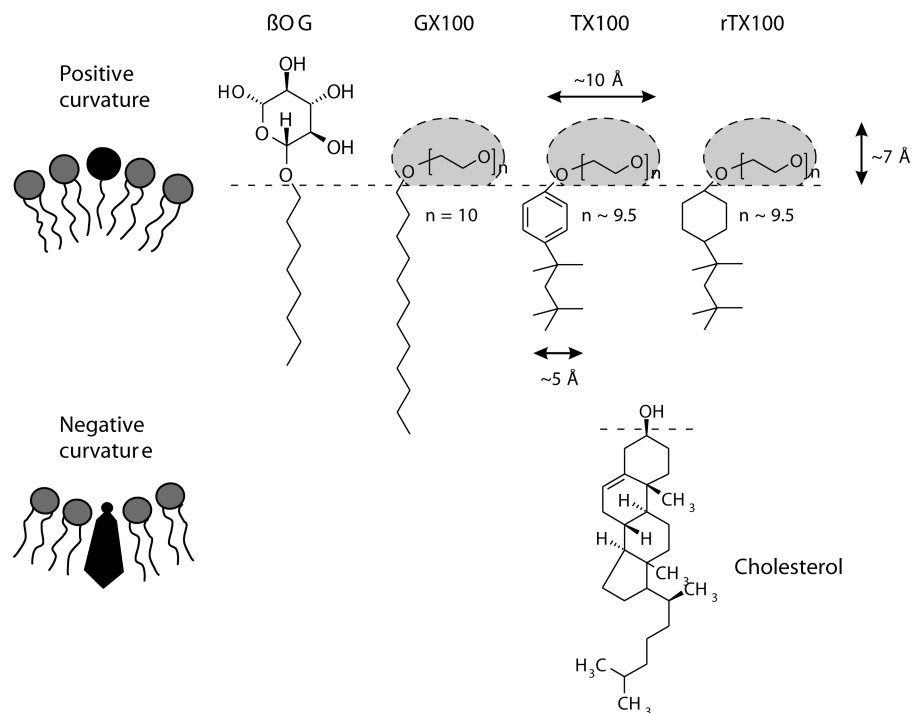 ßO G
GX100
TX100
rTX100
Positive
curvature
OH
HO
OH
H
O
OH
O
~10 Å
~7 Å
O
[
O
]
n
O
[
O
]
n
O
[
O
]
n
n = 10
n ~ 9.5
n ~ 9.5
~5 Å
Negative
curvature
OH
CH3
H
H
H
CH3
CH3
Cholesterol
H3C
CH3